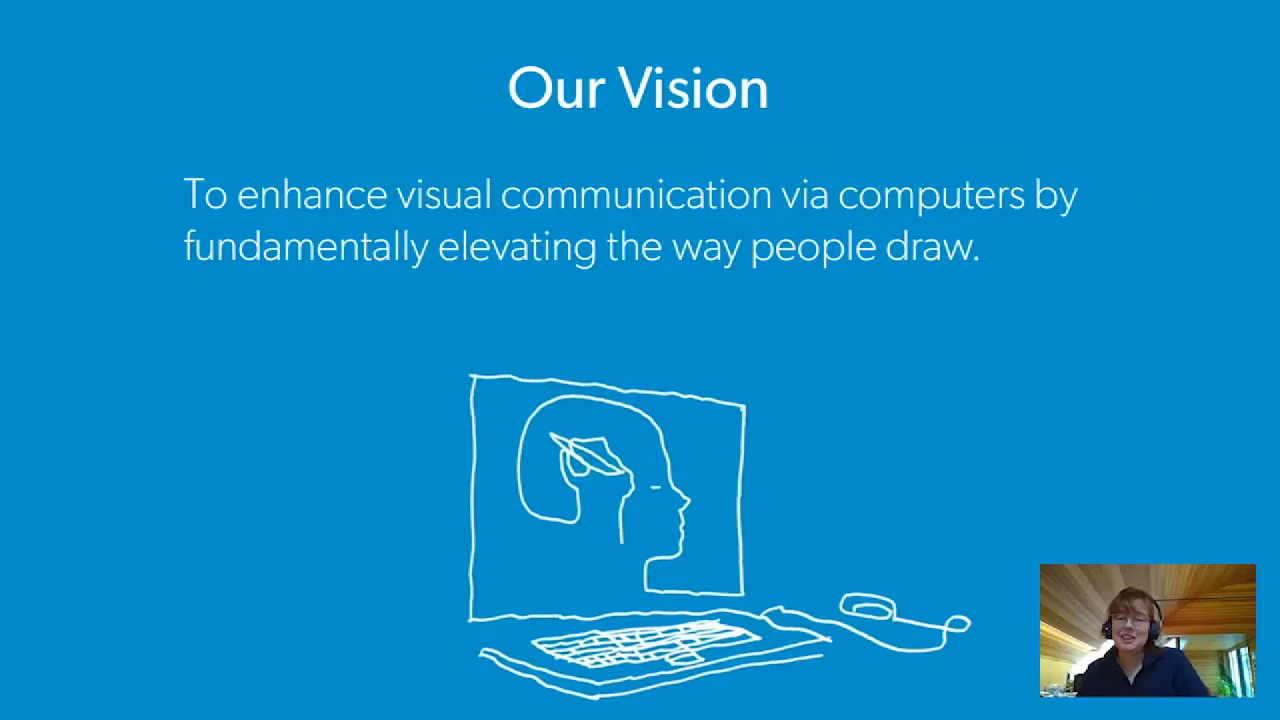 Our Vision
To enhance visual communication via computers by
fundamentally elevating the way people draw.